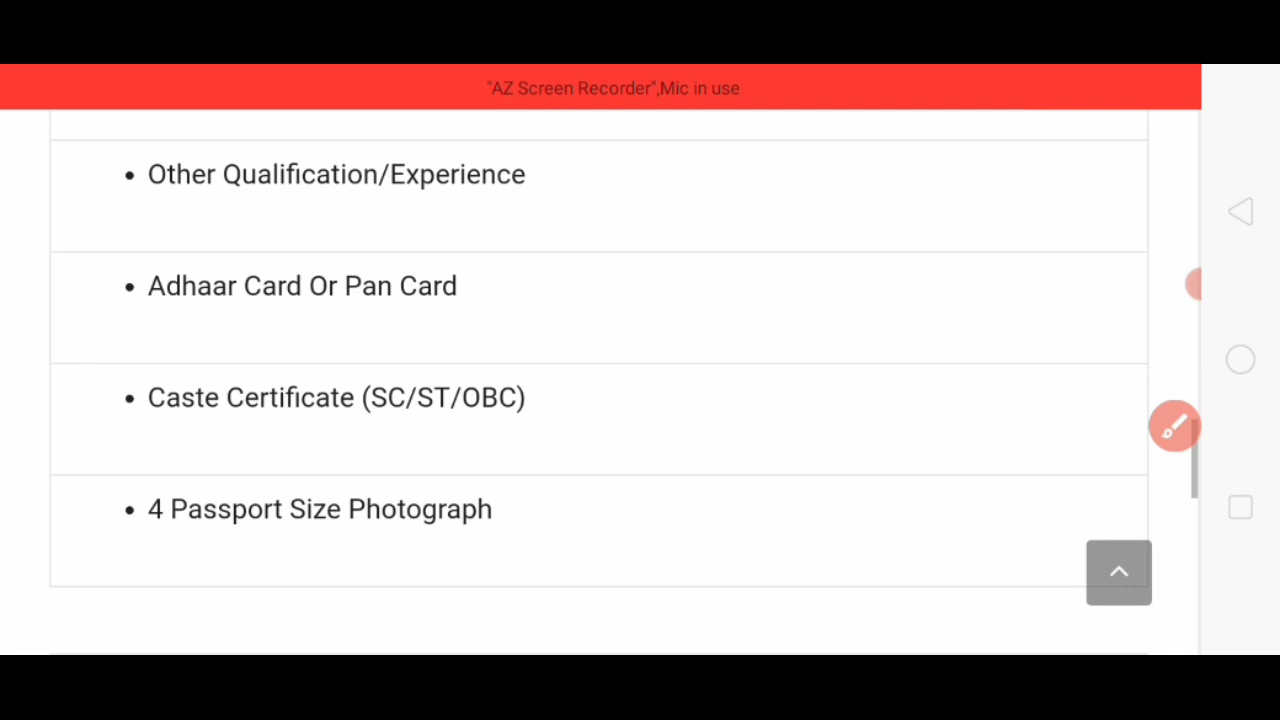 "AZ Screen Recorder",Mic in use
• Other Qualification/Experience
• Adhaar Card Or Pan Card
• Caste Certificate (SC/ST/OBC)
• 4 Passport Size Photograph